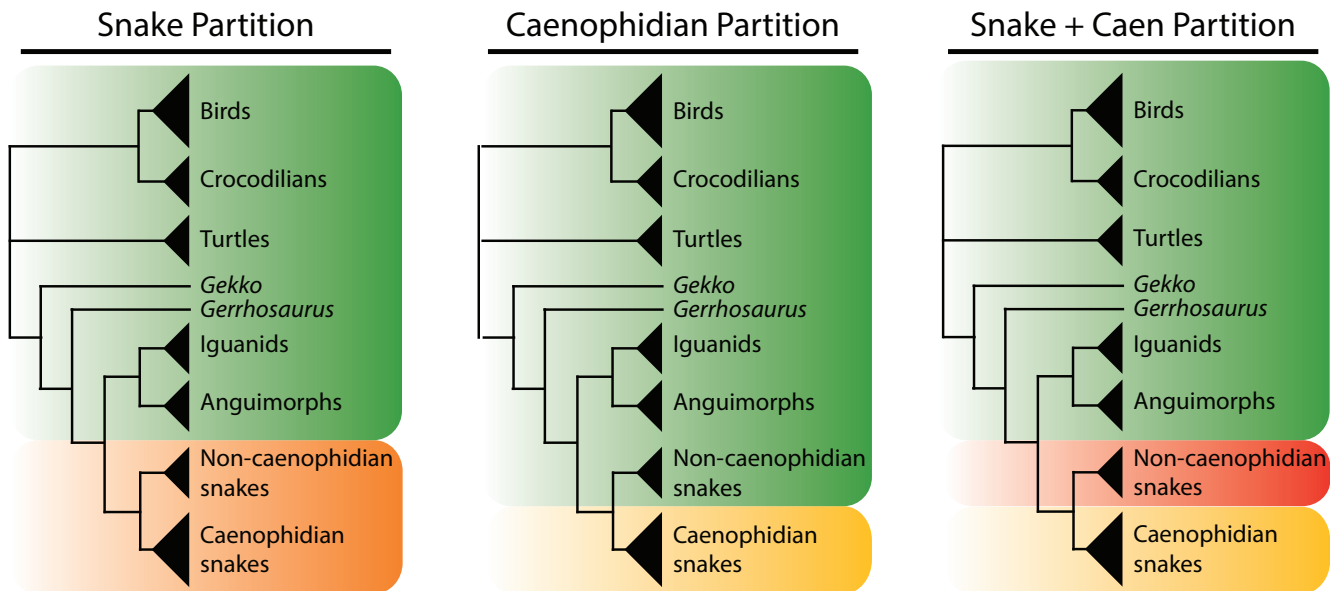 Snake Partition
Birds
Crocodilians
Turtles
Gekko
Gerrhosaurus
Iguanids
Anguimorphs
Non-caenophidian
snakes
Caenophidian
snakes
Caenophidian Partition
Birds
Crocodilians
Turtles
Gekko
Gerrhosaurus
Iguanids
Anguimorphs
Non-caenophidian
snakes
Caenophidian
snakes
Snake + Caen Partition
Birds
Crocodilians
Turtles
Gekko
Gerrhosaurus
Iguanids
Anguimorphs
Non-caenophidian
snakes
Caenophidian
snakes